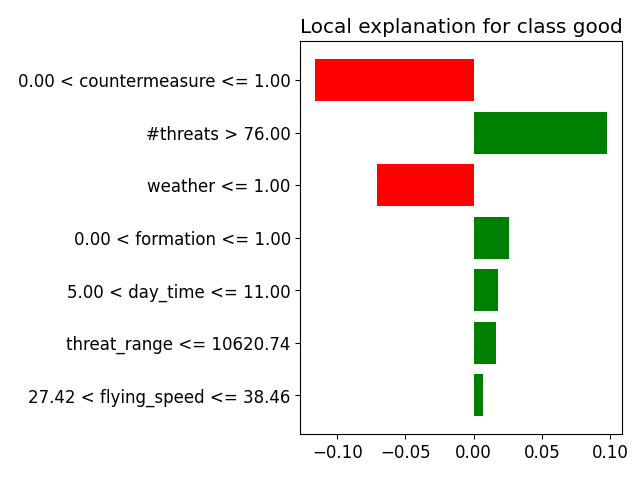 Local explanation for class good
0.00 < countermeasure <= 1.00
#threats > 76.00
weather <= 1.00
0.00 < formation <= 1.00
5.00 < day_time <= 11.00
threat_range <= 10620.74
27.42 < flying_speed <= 38.46
−0.10 −0.05 0.00 0.05 0.10